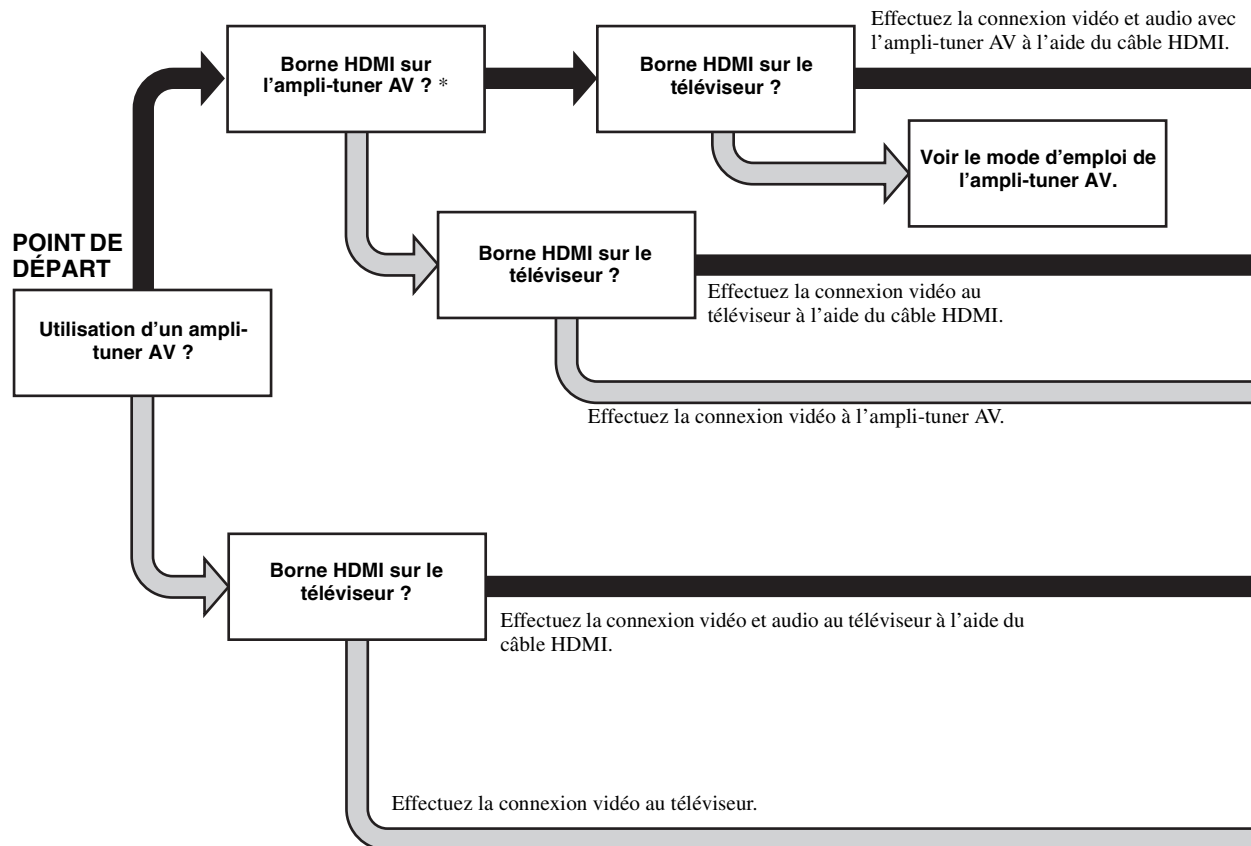 Effectuez la connexion vidéo et audio avec
l'ampli-tuner AV à l'aide du câble HDMI.
Borne HDMI sur
l'ampli-tuner AV ? *
Borne HDMI sur le
téléviseur ?
Voir le mode d'emploi de
l'ampli-tuner AV.
POINT DE
DÉPART
Borne HDMI sur le
téléviseur ?
Effectuez la connexion vidéo au
téléviseur à l'aide du câble HDMI.
Utilisation d'un ampli-
tuner AV ?
Effectuez la connexion vidéo à l'ampli-tuner AV.
Borne HDMI sur le
téléviseur ?
Effectuez la connexion vidéo et audio au téléviseur à l'aide du
câble HDMI.
Effectuez la connexion vidéo au téléviseur.